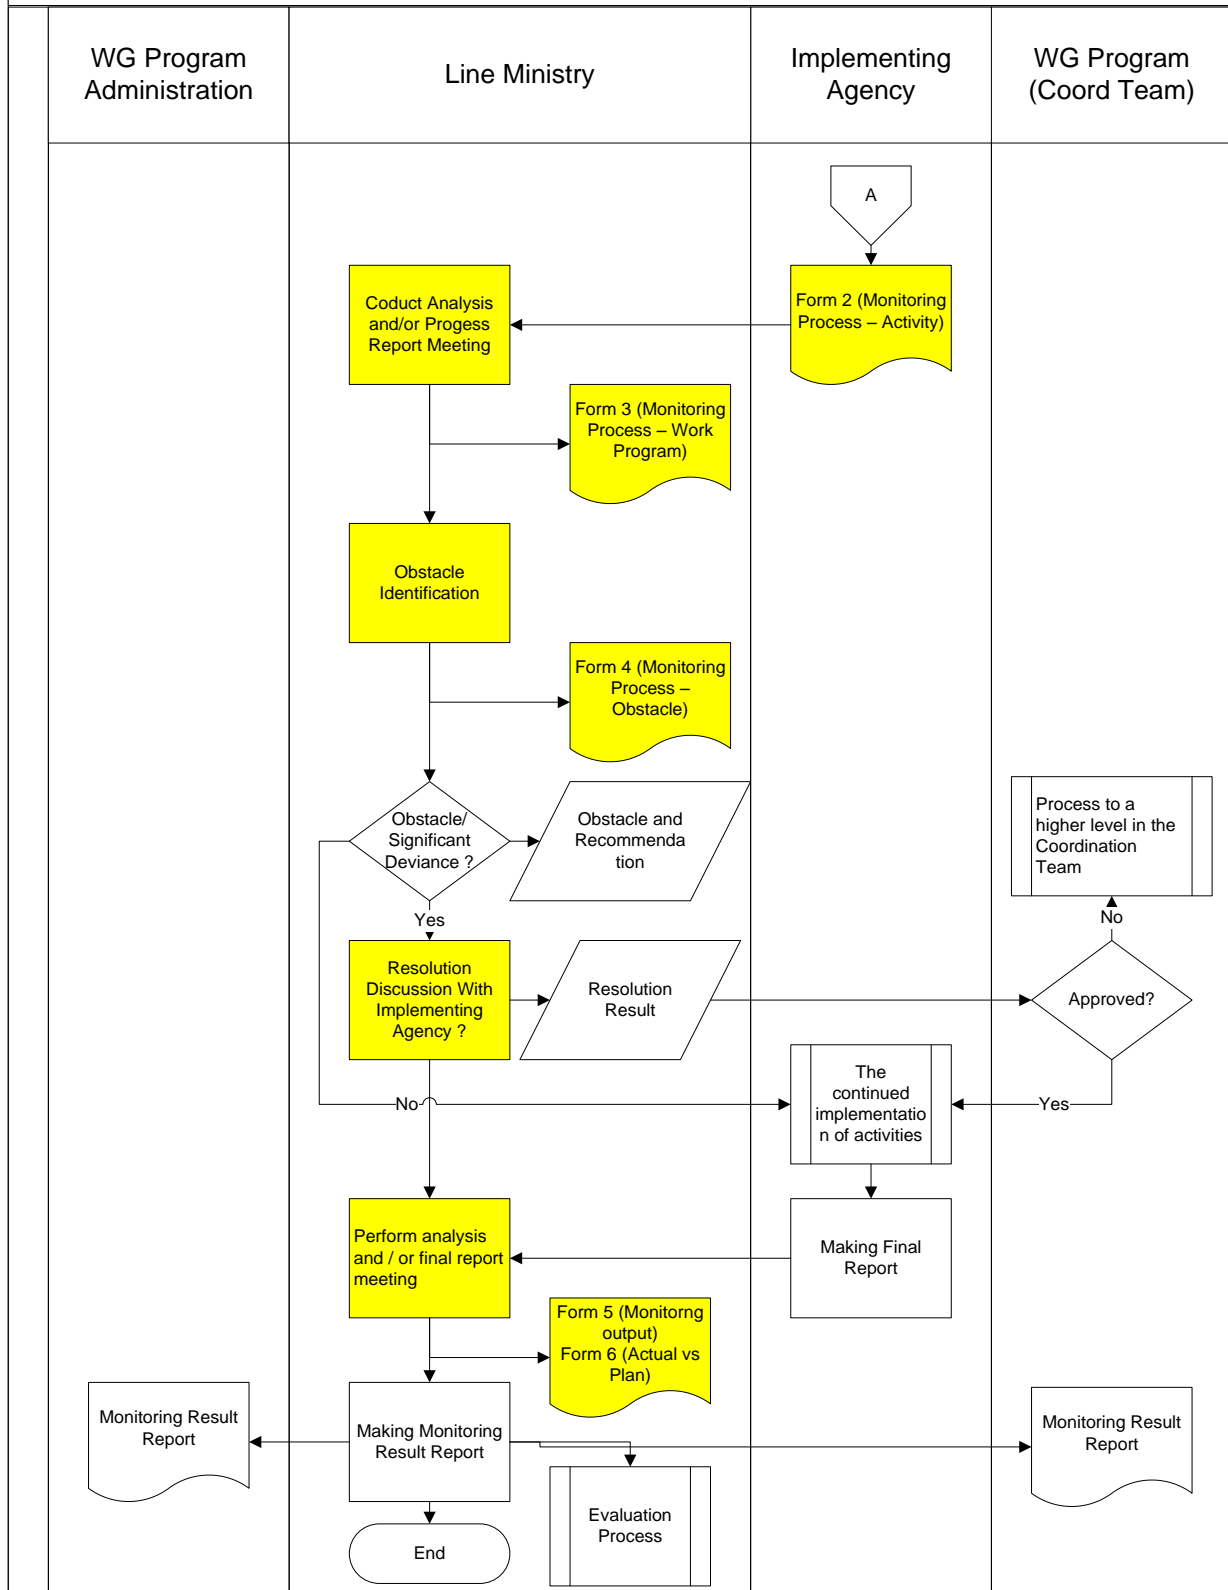 WG Program
Administration
Line Ministry
Implementing
Agency
WG Program
(Coord Team)
A
Coduct Analysis
and/or Progess
Report Meeting
Form 2 (Monitoring
Process – Activity)
Form 3 (Monitoring
Process – Work
Program)
Obstacle
Identification
Form 4 (Monitoring
Process –
Obstacle)
Obstacle/
Significant
Deviance ?
Obstacle and
Recommenda
tion
Process to a
higher level in the
Coordination
Team
Yes
No
Resolution
Discussion With
Implementing
Agency ?
Resolution
Result
Approved?
The
continued
implementatio
n of activities
No
Yes
Perform analysis
and / or final report
meeting
Making Final
Report
Form 5 (Monitorng
output)
Form 6 (Actual vs
Plan)
Monitoring Result
Report
Making Monitoring
Result Report
Monitoring Result
Report
Evaluation
Process
End